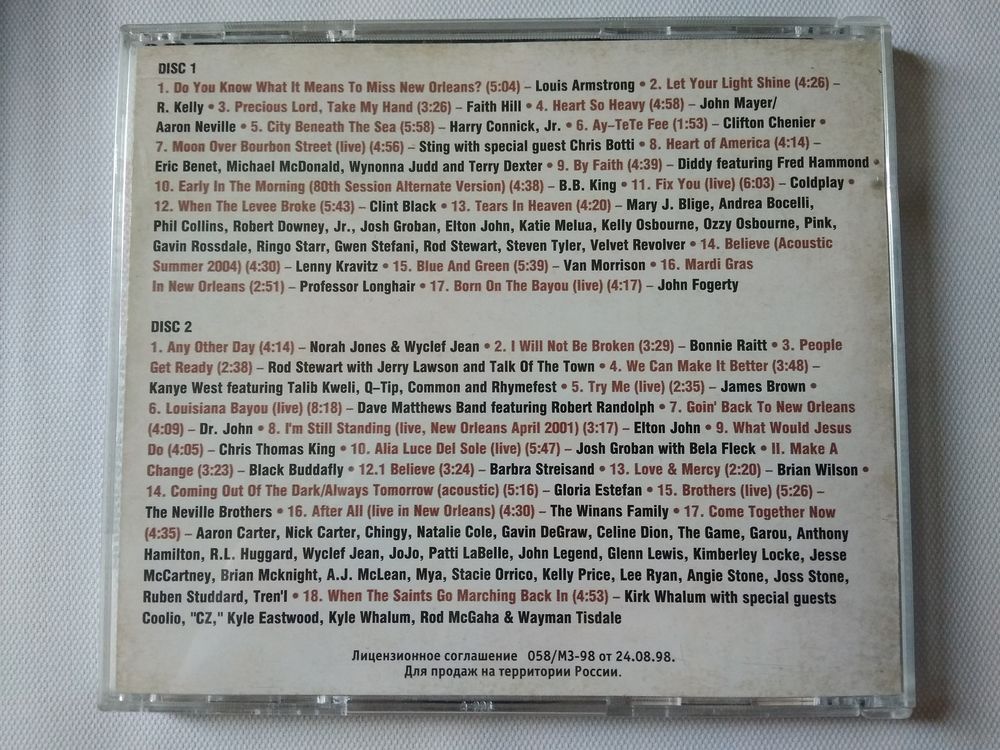 DISC 1
1. Do You Know What It Means To Miss New Orleans? (5:04) – Louis Armstrong • 2. Let Your Light Shine (4:26) –
R. Kelly • 3. Precious Lord, Take My Hand (3:26) – Faith Hill • 4. Heart So Heavy (4:58) – John Mayer/
Aaron Neville • 5. City Beneath The Sea (5:58) – Harry Connick, Jr. • 6. Ay–TeTe Fee (1:53) – Clifton Chenier •
7. Moon Over Bourbon Street (live) (4:56) – Sting with special guest Chris Botti • 8. Heart of America (4:14) –
Eric Benet, Michael McDonald, Wynonna Judd and Terry Dexter • 9. By Faith (4:39) – Diddy featuring Fred Hammond •
10. Early In The Morning (80th Session Alternate Version) (4:38) – B.B. King • 11. Fix You (live) (6:03) – Coldplay •
12. When The Levee Broke (5:43) – Clint Black • 13. Tears In Heaven (4:20) – Mary J. Blige, Andrea Bocelli,
Phil Collins, Robert Downey, Jr., Josh Groban, Elton John, Katie Melua, Kelly Osbourne, Ozzy Osbourne, Pink,
Gavin Rossdale, Ringo Starr, Gwen Stefani, Rod Stewart, Steven Tyler, Velvet Revolver • 14. Believe (Acoustic
Summer 2004) (4:30) – Lenny Kravitz • 15. Blue And Green (5:39) – Van Morrison • 16. Mardi Gras
In New Orleans (2:51) – Professor Longhair • 17. Born On The Bayou (live) (4:17) – John Fogerty
DISC 2
1. Any Other Day (4:14) – Norah Jones & Wyclef Jean • 2. I Will Not Be Broken (3:29) – Bonnie Raitt • 3. People
Get Ready (2:38) – Rod Stewart with Jerry Lawson and Talk Of The Town • 4. We Can Make It Better (3:48) –
Kanye West featuring Talib Kweli, Q–Tip, Common and Rhymefest • 5. Try Me (live) (2:35) – James Brown •
6. Louisiana Bayou (live) (8:18) – Dave Matthews Band featuring Robert Randolph • 7. Goin' Back To New Orleans
(4:09) – Dr. John • 8. I'm Still Standing (live, New Orleans April 2001) (3:17) – Elton John • 9. What Would Jesus
Do (4:05) – Chris Thomas King • 10. Alia Luce Del Sole (live) (5:47) – Josh Groban with Bela Fleck • II. Make A
Change (3:23) – Black Buddafly • 12.1 Believe (3:24) – Barbra Streisand • 13. Love & Mercy (2:20) – Brian Wilson •
14. Coming Out Of The Dark/Always Tomorrow (acoustic) (5:16) – Gloria Estefan • 15. Brothers (live) (5:26) –
The Neville Brothers • 16. After All (live in New Orleans) (4:30) – The Winans Family • 17. Come Together Now
(4:35) – Aaron Carter, Nick Carter, Chingy, Natalie Cole, Gavin DeGraw, Celine Dion, The Game, Garou, Anthony
Hamilton, R.L. Huggard, Wyclef Jean, JoJo, Patti LaBelle, John Legend, Glenn Lewis, Kimberley Locke, Jesse
McCartney, Brian Mcknight, A.J. McLean, Mya, Stacie Orrico, Kelly Price, Lee Ryan, Angie Stone, Joss Stone,
Ruben Studdard, Tren'l • 18. When The Saints Go Marching Back In (4:53) – Kirk Whalum with special guests
Coolio, "CZ," Kyle Eastwood, Kyle Whalum, Rod McGaha & Wayman Tisdale
Лицензионное соглашение 058/МЗ-98 от 24.08.98.
Для продаж на территории России.